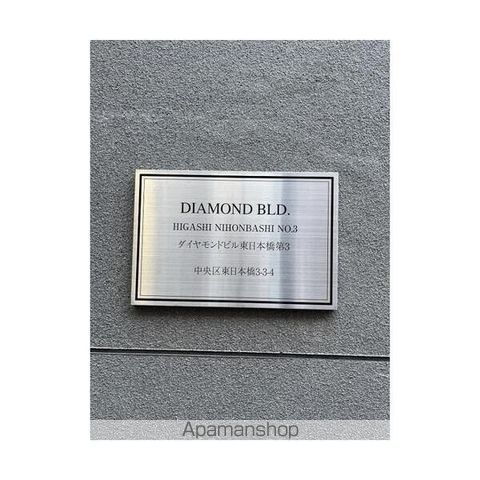 DIAMOND BLD.
HIGASHI NIHONBASHI NO.3
ダイヤモンドビル東日本橋第3
中央区東日本橋3-3-4
Apamanshop